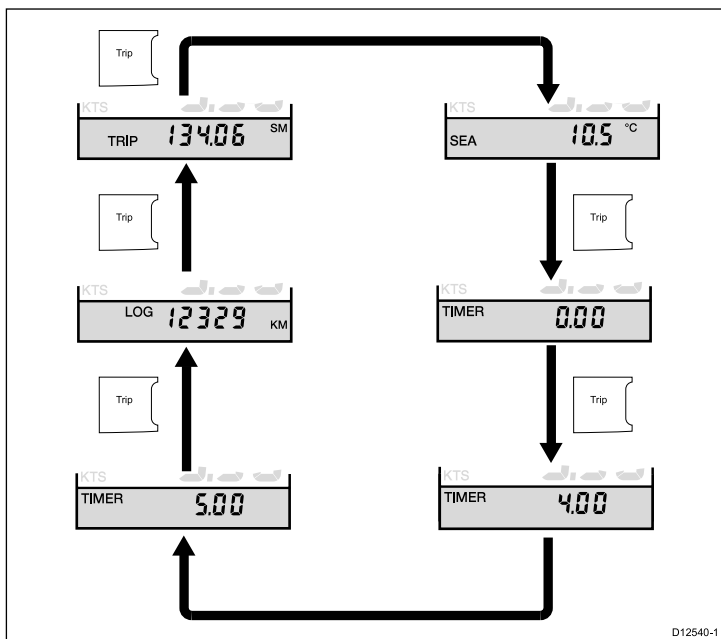 Trip
KTS
TRIP 134.06 SM
KTS
SEA 10.5 °C
Trip
Trip
KTS
LOG 12329 KM
KTS
TIMER 0.00
Trip
Trip
KTS
TIMER 5.00
KTS
TIMER 4.00
D12540-1